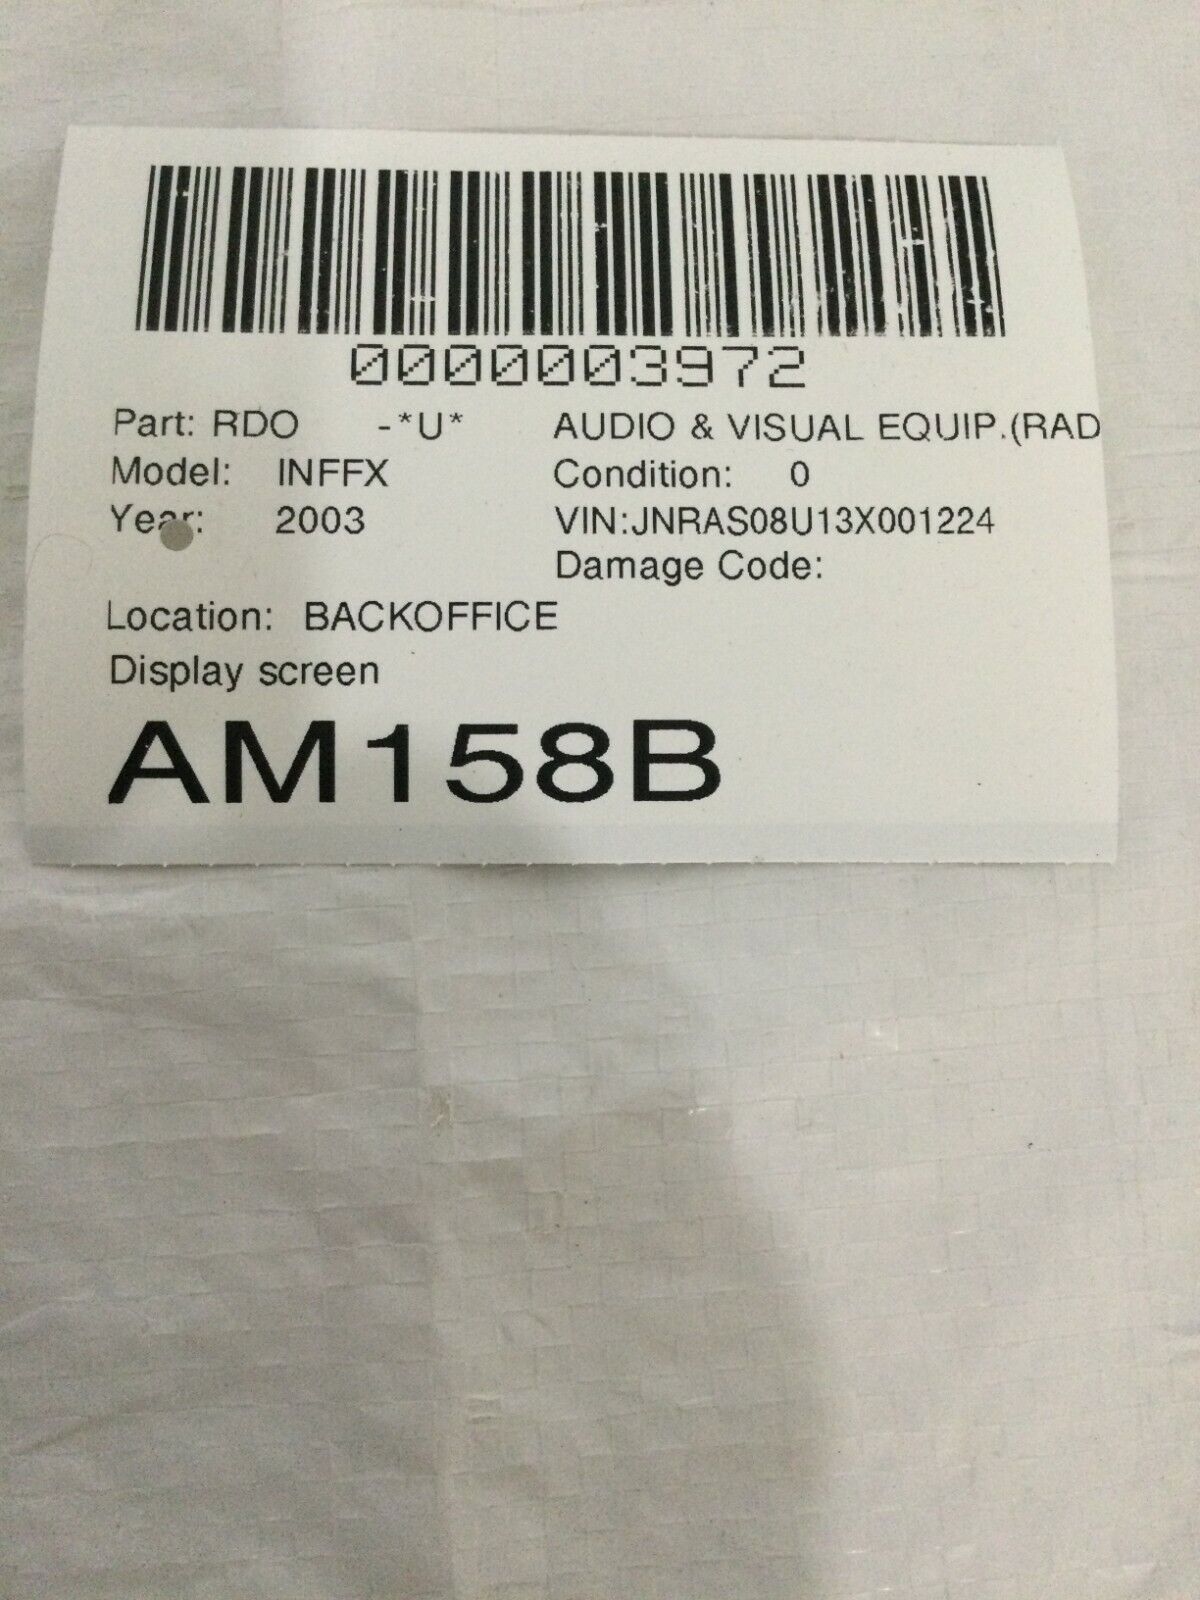 0000003972
Part: RDO -*U* AUDIO & VISUAL EQUIP.(RAD
Model: INFFX Condition: 0
Year: 2003 VIN:JNRAS08U13X001224
Damage Code:
Location: BACKOFFICE
Display screen
AM158B